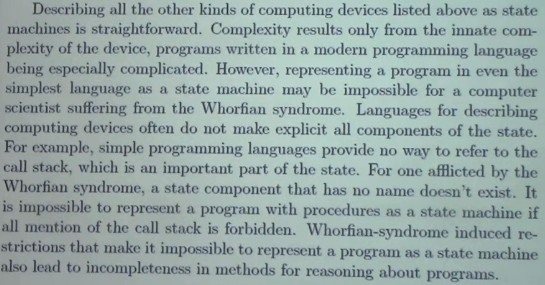 Describing all the other kinds of computing devices listed above as state
machines is straightforward. Complexity results only from the innate com-
plexity of the device, programs written in a modern programming language
being especially complicated. However, representing a program in even the
simplest language as a state machine may be impossible for a computer
scientist suffering from the Whorfian syndrome. Languages for describing
computing devices often do not make explicit all components of the state.
For example, simple programming languages provide no way to refer to the
call stack, which is an important part of the state. For one afflicted by the
Whorfian syndrome, a state component that has no name doesn't exist. It
is impossible to represent a program with procedures as a state machine if
all mention of the call stack is forbidden. Whorfian-syndrome induced re-
strictions that make it impossible to represent a program as a state machine
also lead to incompleteness in methods for reasoning about programs.